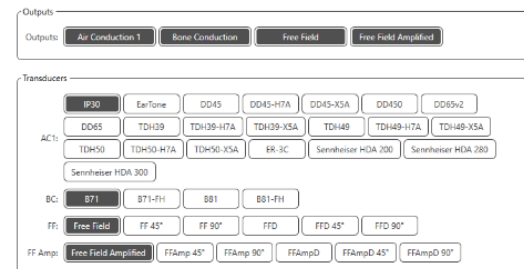 Outputs
Outputs: Air Conduction 1 Bone Conduction Free Field Free Field Amplified
Transducers
IP30 EarTone DD45 DD45-H7A DD45-X5A DD450 DD65v2
AC1: DD65 TDH39 TDH39-H7A TDH39-X5A TDH49 TDH49-H7A TDH49-X5A
TDH50 TDH50-H7A TDH50-X5A ER-3C Sennheiser HDA 200 Sennheiser HDA 280
Sennheiser HDA 300
BC: B71 B71-FH B81 B81-FH
FF: Free Field FF 45° FF 90° FFD FFD 45° FFD 90°
FF Amp: Free Field Amplified FFAmp 45° FFAmp 90° FFAmpD FFAmpD 45° FFAmpD 90°